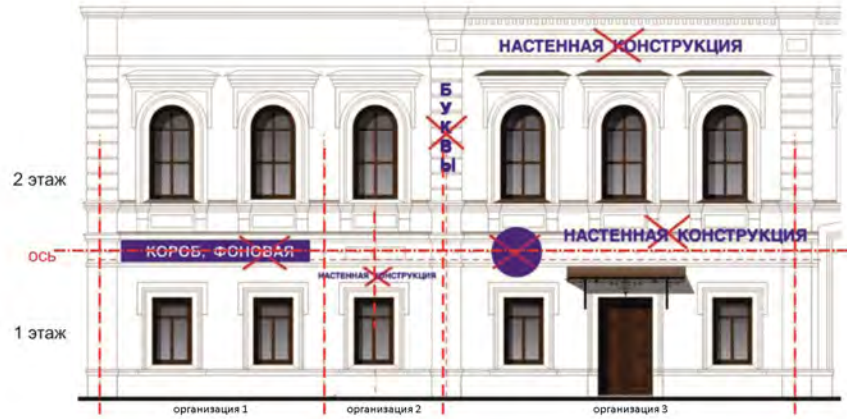 НАСТЕННАЯ КОНСТРУКЦИЯ
БУКВЫ
2 этаж
НАСТЕННАЯ КОНСТРУКЦИЯ
КОРОБ, ФОНОВАЯ
ось
НАСТЕННАЯ КОНСТРУКЦИЯ
1 этаж
организация 1
организация 2
организация 3